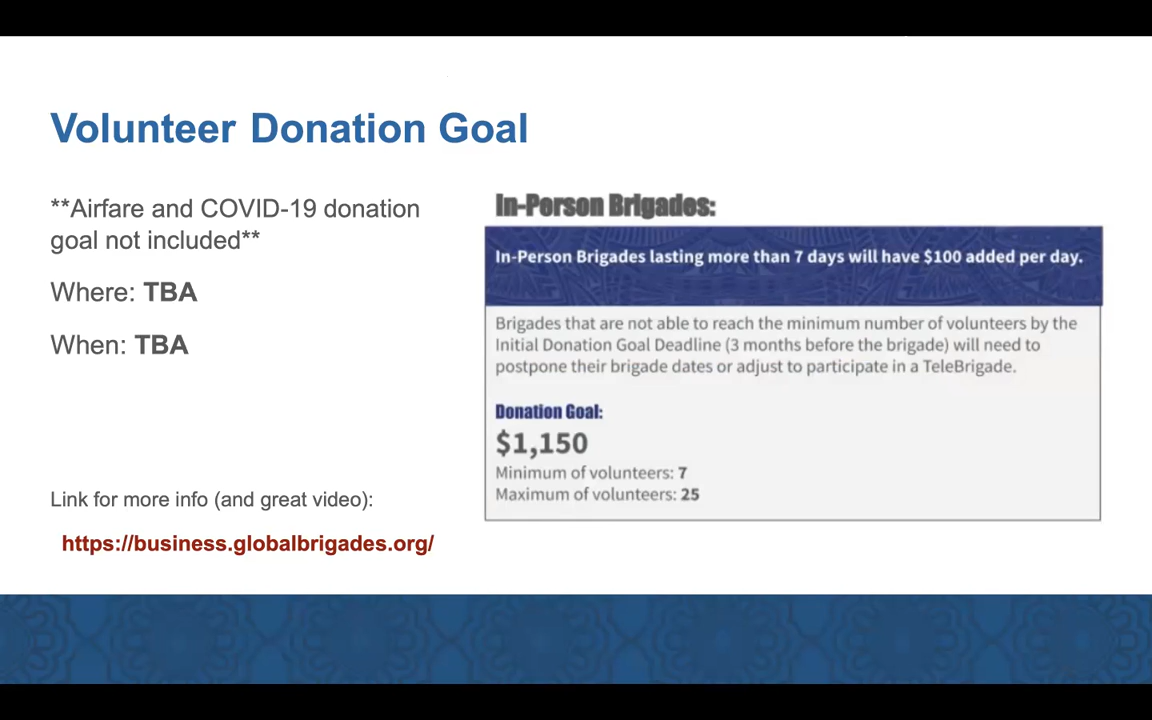 Volunteer Donation Goal
**Airfare and COVID-19 donation
goal not included**
Where: TBA
When: TBA
Link for more info (and great video):
https://business.globalbrigades.org/
In-Person Brigades:
In-Person Brigades lasting more than 7 days will have $100 added per day.
Brigades that are not able to reach the minimum number of volunteers by the
Initial Donation Goal Deadline (3 months before the brigade) will need to
postpone their brigade dates or adjust to participate in a TeleBrigade.
Donation Goal:
$1,150
Minimum of volunteers: 7
Maximum of volunteers: 25